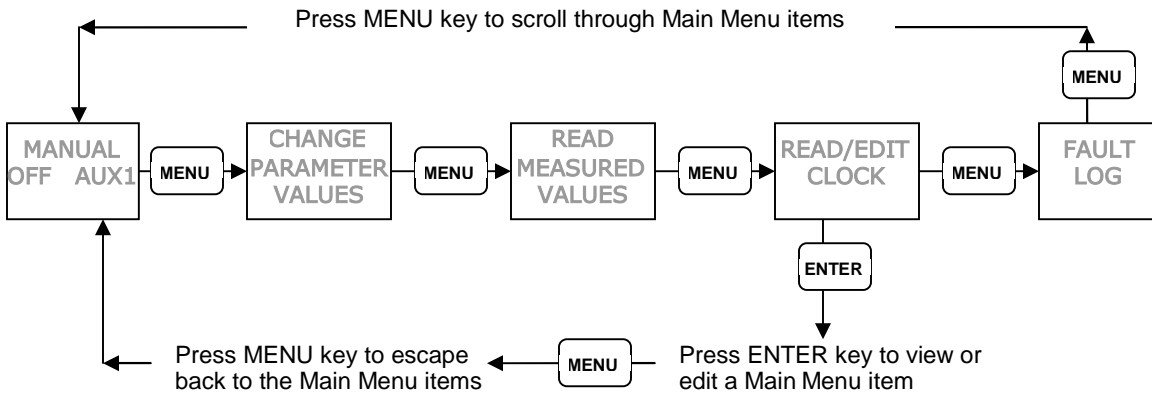 Press MENU key to scroll through Main Menu items
MENU
MANUAL
OFF AUX1
MENU
CHANGE
PARAMETER
VALUES
MENU
READ
MEASURED
VALUES
MENU
READ/EDIT
CLOCK
MENU
FAULT
LOG
ENTER
Press MENU key to escape
back to the Main Menu items
MENU
Press ENTER key to view or
edit a Main Menu item